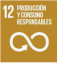 12 PRODUCCIÓN
Y CONSUMO
RESPONSABLES